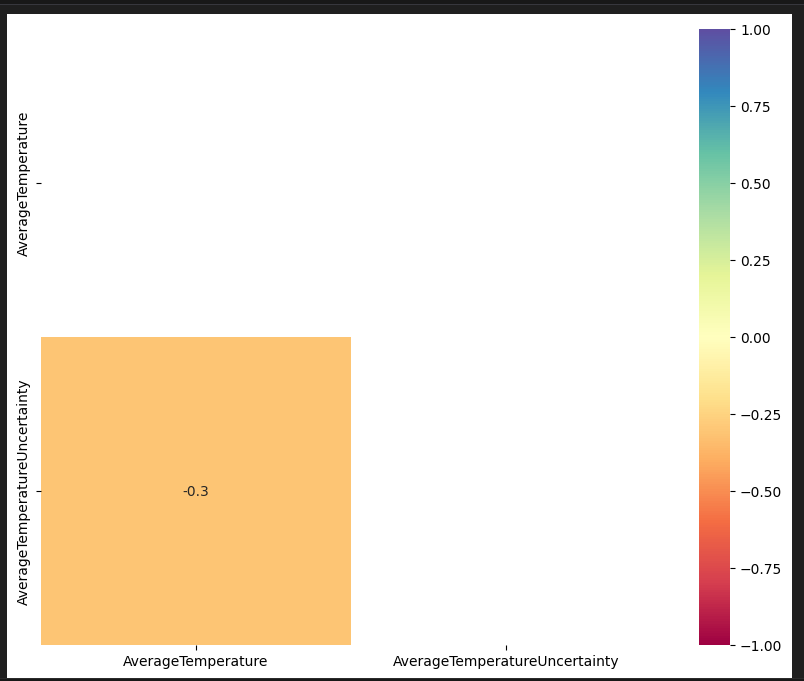 AverageTemperature
AverageTemperatureUncertainty
-0.3
AverageTemperature
AverageTemperatureUncertainty
1.00
0.75
0.50
0.25
0.00
−0.25
−0.50
−0.75
−1.00